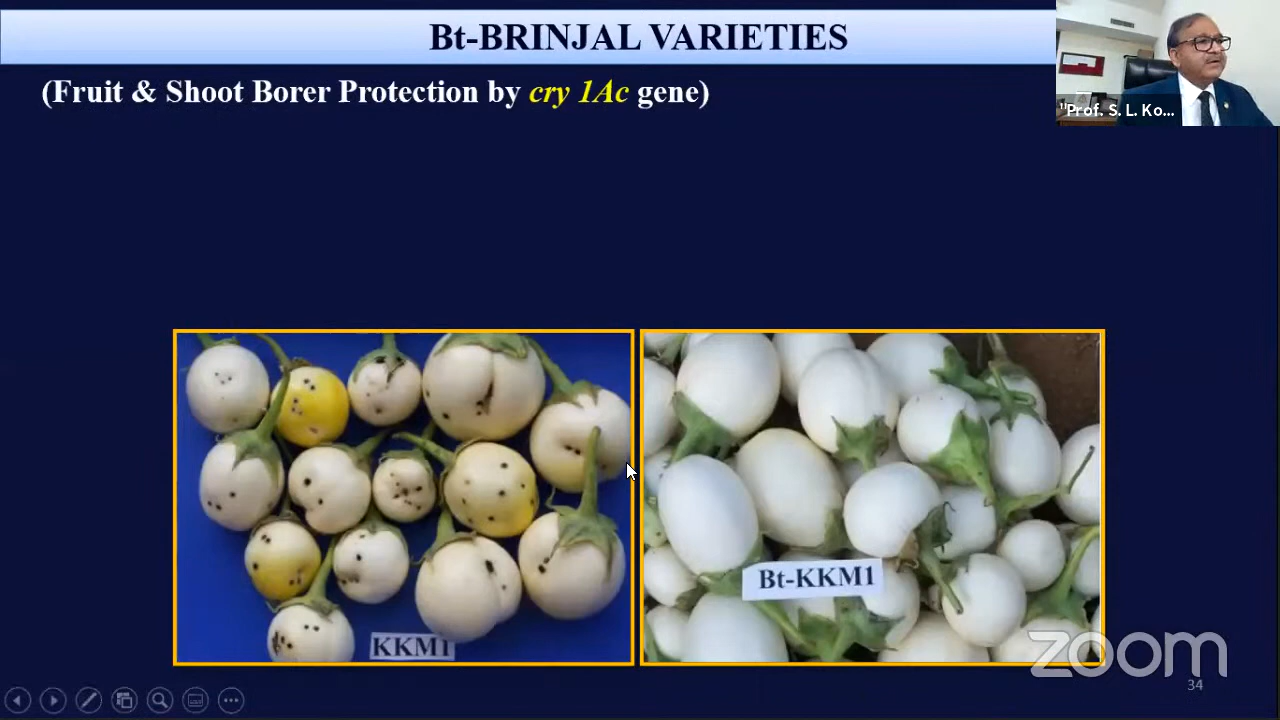 Bt-BRINJAL VARIETIES
(Fruit & Shoot Borer Protection by cry 1Ac gene)
"Prof. S. L. Ko...
KKM1
Bt-KKM1
zoom
34